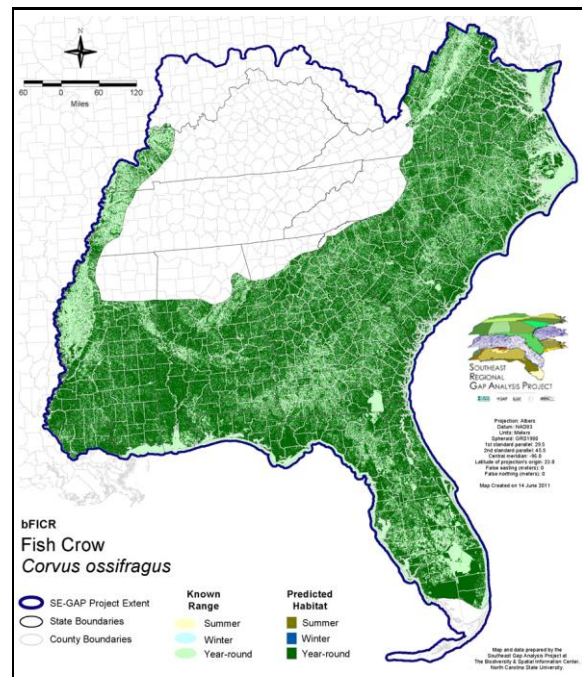 60 0 60 120
Miles
SOUTHEAST
REGIONAL
GAP ANALYSIS PROJECT
Projection: Albers
Datum: NAD83
Units: Meters
Spheroid: GRS1980
1st standard parallel: 29.5
2nd standard parallel: 45.5
Central meridian: -96.0
Latitude of projection's origin: 23.0
False easting (meters): 0
False northing (meters): 0
Map Created on 14 June 2011
bFICR
Fish Crow
Corvus ossifragus
SE-GAP Project Extent
State Boundaries
County Boundaries
Known
Range
Summer
Winter
Year-round
Predicted
Habitat
Summer
Winter
Year-round
Map and data prepared by the
Southeast Gap Analysis Project at
The Biodiversity & Spatial Information Center,
North Carolina State University.